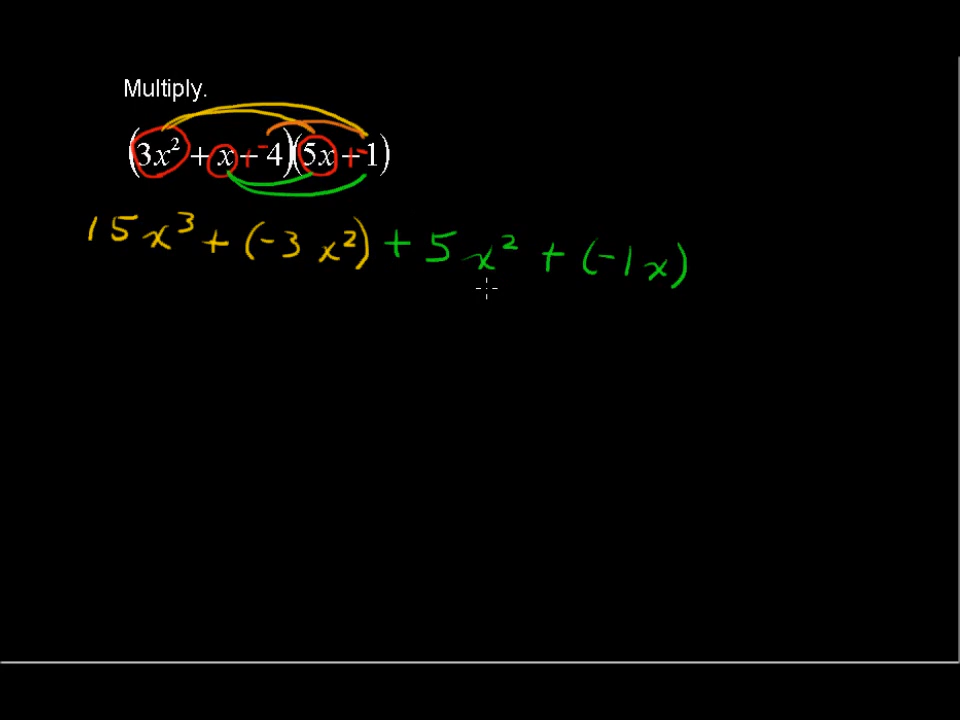 Multiply.
(3x² + x + - 4)(5x + - 1)
15x³ + (-3x²) + 5x² + (-1x)